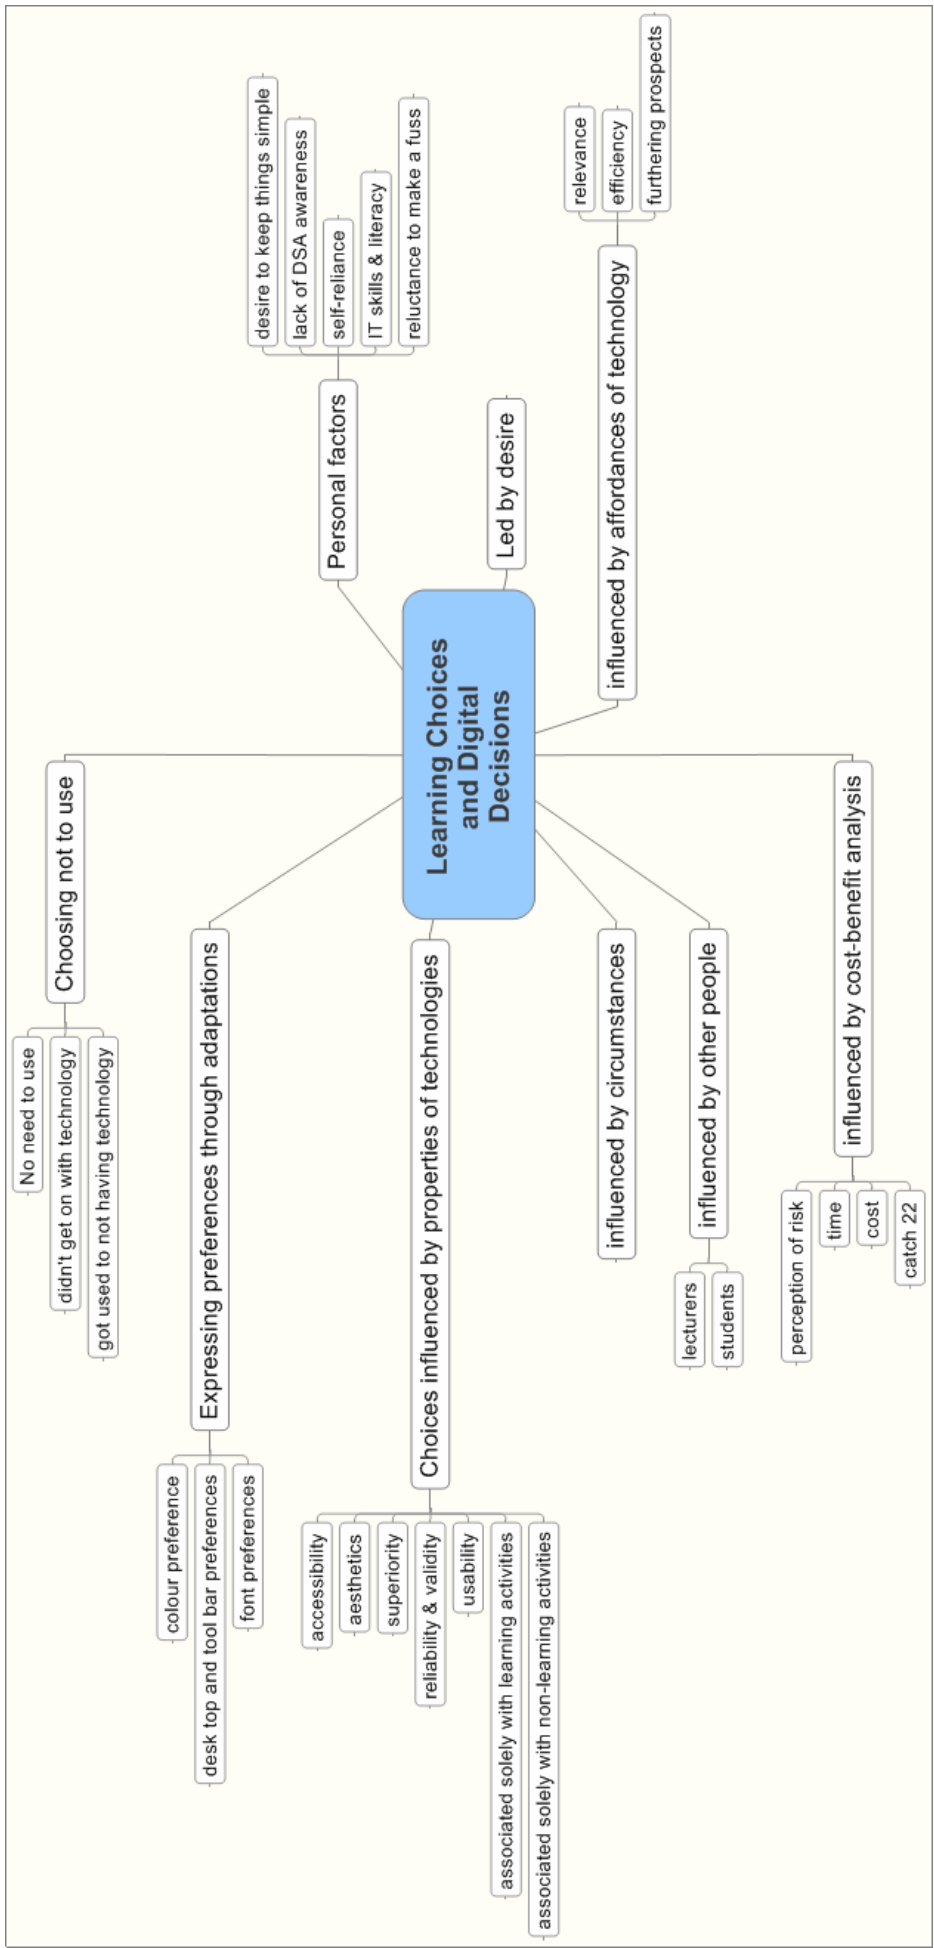 Learning Choices
and Digital
Decisions
Choosing not to use
No need to use
didn't get on with technology
got used to not having technology
Expressing preferences through adaptations
colour preference
desk top and tool bar preferences
font preferences
Choices influenced by properties of technologies
accessibility
aesthetics
superiority
reliability & validity
usability
associated solely with learning activities
associated solely with non-learning activities
influenced by circumstances
influenced by other people
lecturers
students
influenced by cost-benefit analysis
perception of risk
time
cost
catch 22
Personal factors
desire to keep things simple
lack of DSA awareness
self-reliance
IT skills & literacy
reluctance to make a fuss
Led by desire
influenced by affordances of technology
relevance
efficiency
furthering prospects